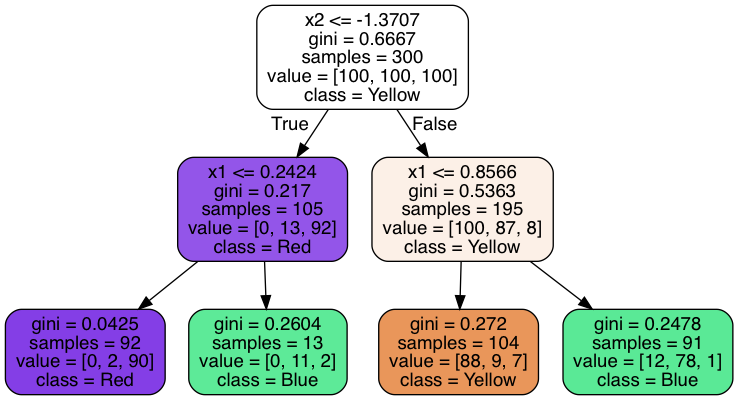 x2 <= -1.3707
gini = 0.6667
samples = 300
value = [100, 100, 100]
class = Yellow
True
False
x1 <= 0.2424
gini = 0.217
samples = 105
value = [0, 13, 92]
class = Red
x1 <= 0.8566
gini = 0.5363
samples = 195
value = [100, 87, 8]
class = Yellow
gini = 0.0425
samples = 92
value = [0, 2, 90]
class = Red
gini = 0.2604
samples = 13
value = [0, 11, 2]
class = Blue
gini = 0.272
samples = 104
value = [88, 9, 7]
class = Yellow
gini = 0.2478
samples = 91
value = [12, 78, 1]
class = Blue